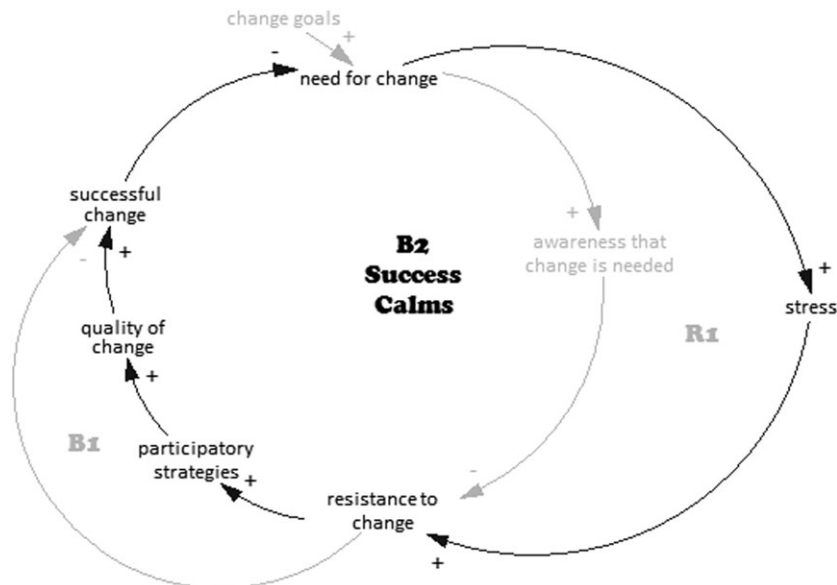 change goals
+
-
need for change
successful
change
+
-
+
awareness that
change is needed
B2
Success
Calms
+
stress
quality of
change
+
R1
participatory
strategies
B1
+
-
resistance to
change
+